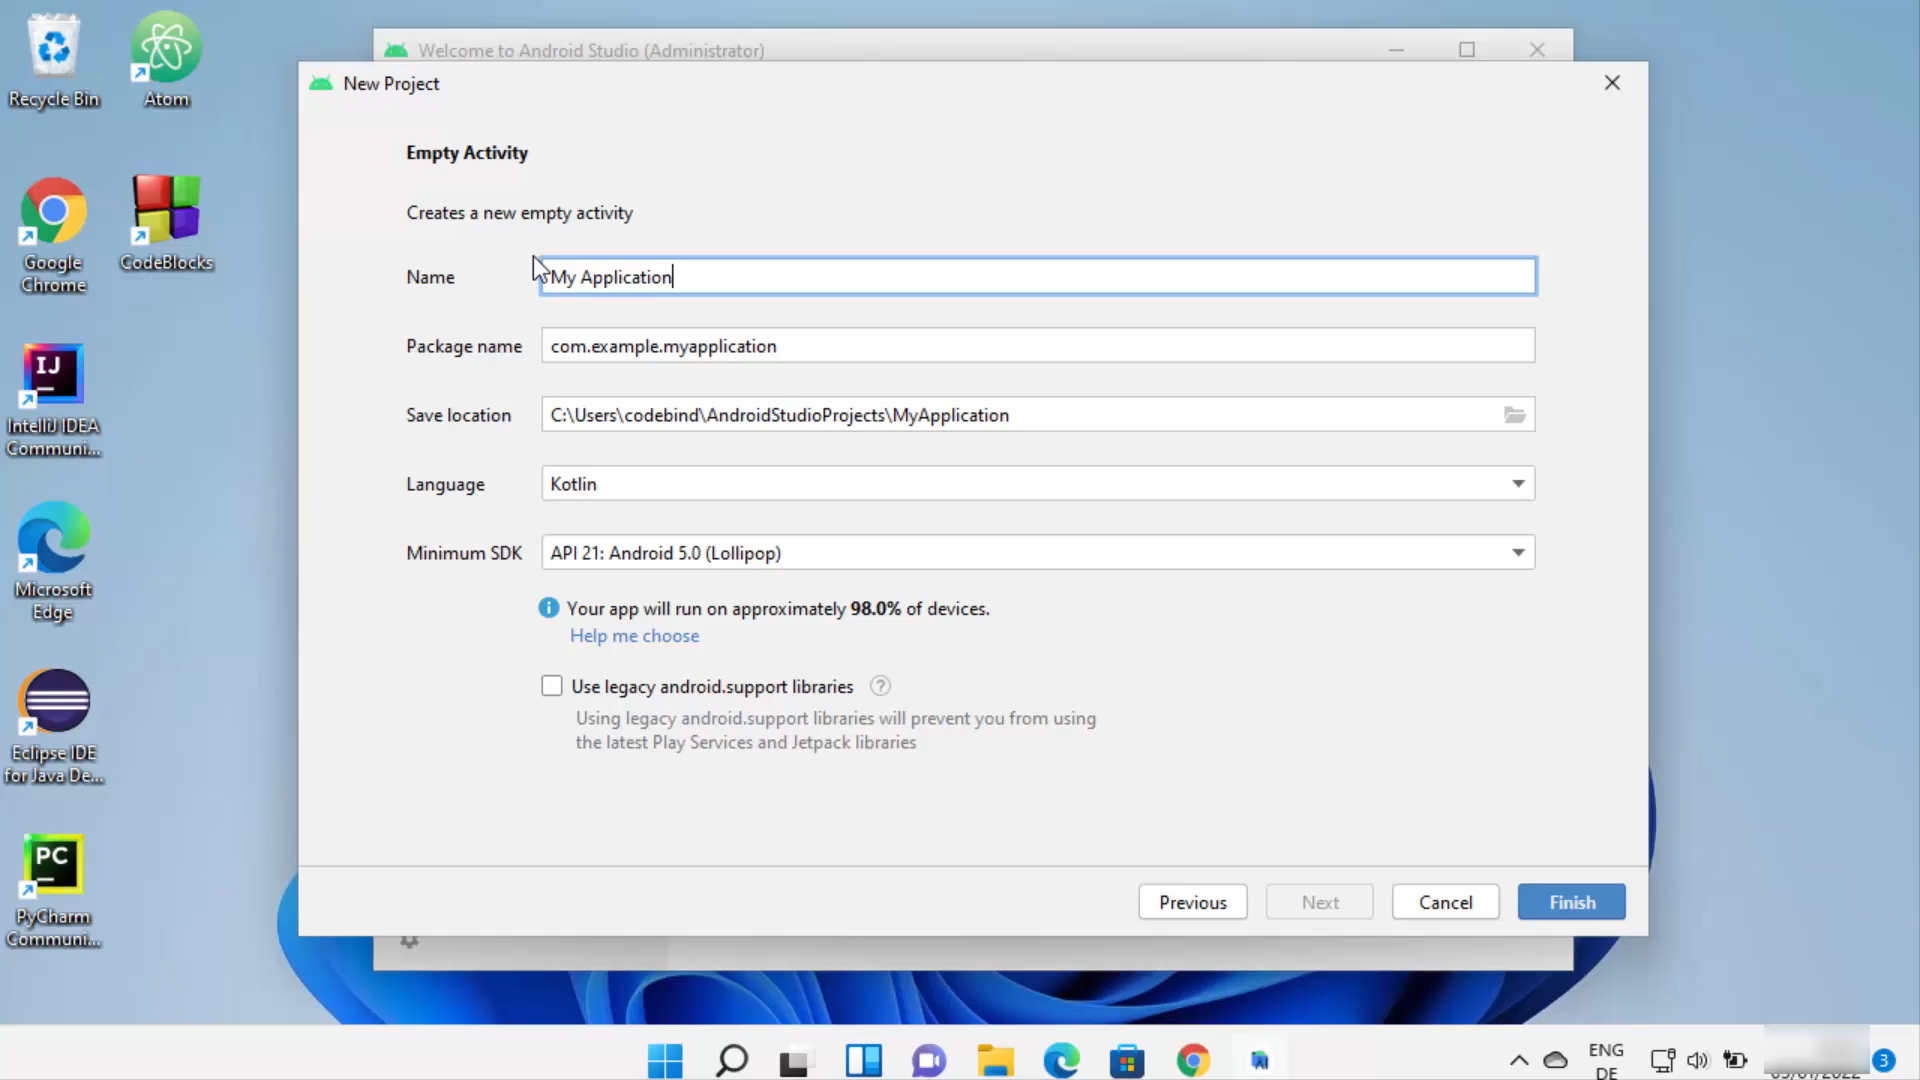 Welcome to Android Studio (Administrator)
New Project
Recycle Bin
Atom
Google
Chrome
CodeBlocks
IJ
IntelliJ IDEA
Communi...
Microsoft
Edge
Eclipse IDE
for Java De...
PC
PyCharm
Communi...
Empty Activity
Creates a new empty activity
Name My Application
Package name com.example.myapplication
Save location C:\Users\codebind\AndroidStudioProjects\MyApplication
Language Kotlin
Minimum SDK API 21: Android 5.0 (Lollipop)
Your app will run on approximately 98.0% of devices.
Help me choose
Use legacy android.support libraries ?
Using legacy android.support libraries will prevent you from using
the latest Play Services and Jetpack libraries
Previous Next Cancel Finish
ENG
DE
3